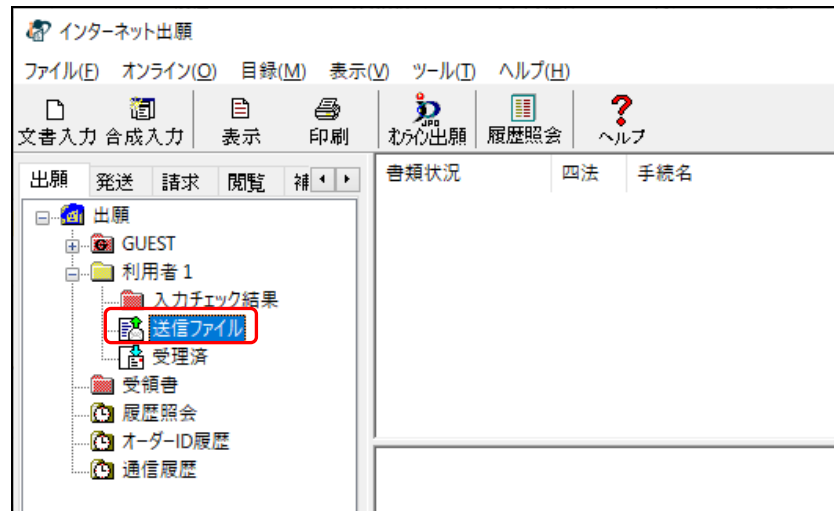 インターネット出願
ファイル(F) オンライン(O) 目録(M) 表示(V) ツール(T) ヘルプ(H)
文書入力 合成入力 表示 印刷 オンライン出願 履歴照会 ヘルプ
出願 発送 請求 閲覧 補
書類状況 四法 手続名
出願
GUEST
利用者1
入力チェック結果
送信ファイル
受理済
受領書
履歴照会
オーダーID履歴
通信履歴